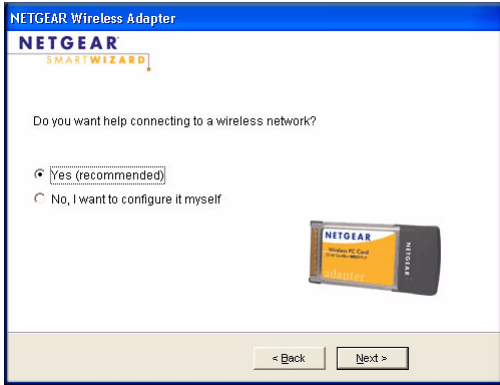 NETGEAR Wireless Adapter
NETGEAR
SMARTWIZARD
Do you want help connecting to a wireless network?
Yes (recommended)
No, I want to configure it myself
NETGEAR
Wireless PC Card
adapter
NETGEAR
< Back
Next >